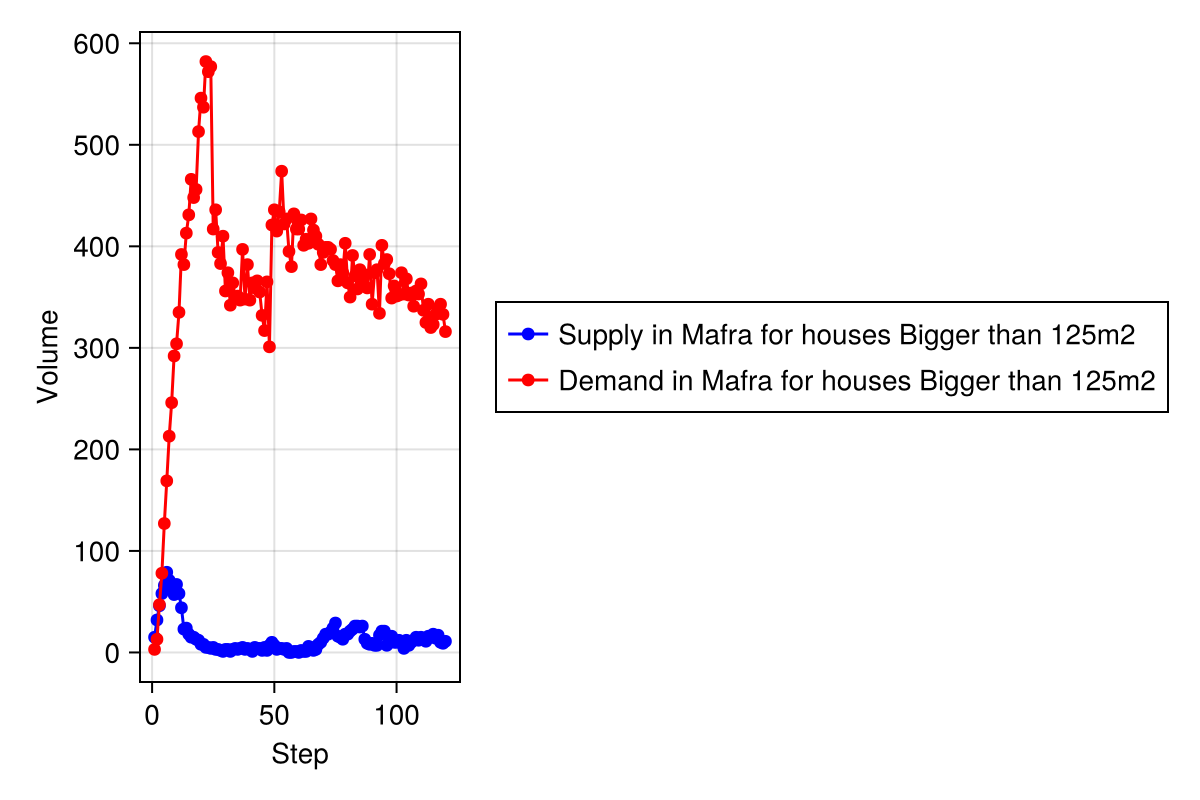 600
500
400
300
200
100
0
Volume
0 50 100
Step
Supply in Mafra for houses Bigger than 125m2
Demand in Mafra for houses Bigger than 125m2